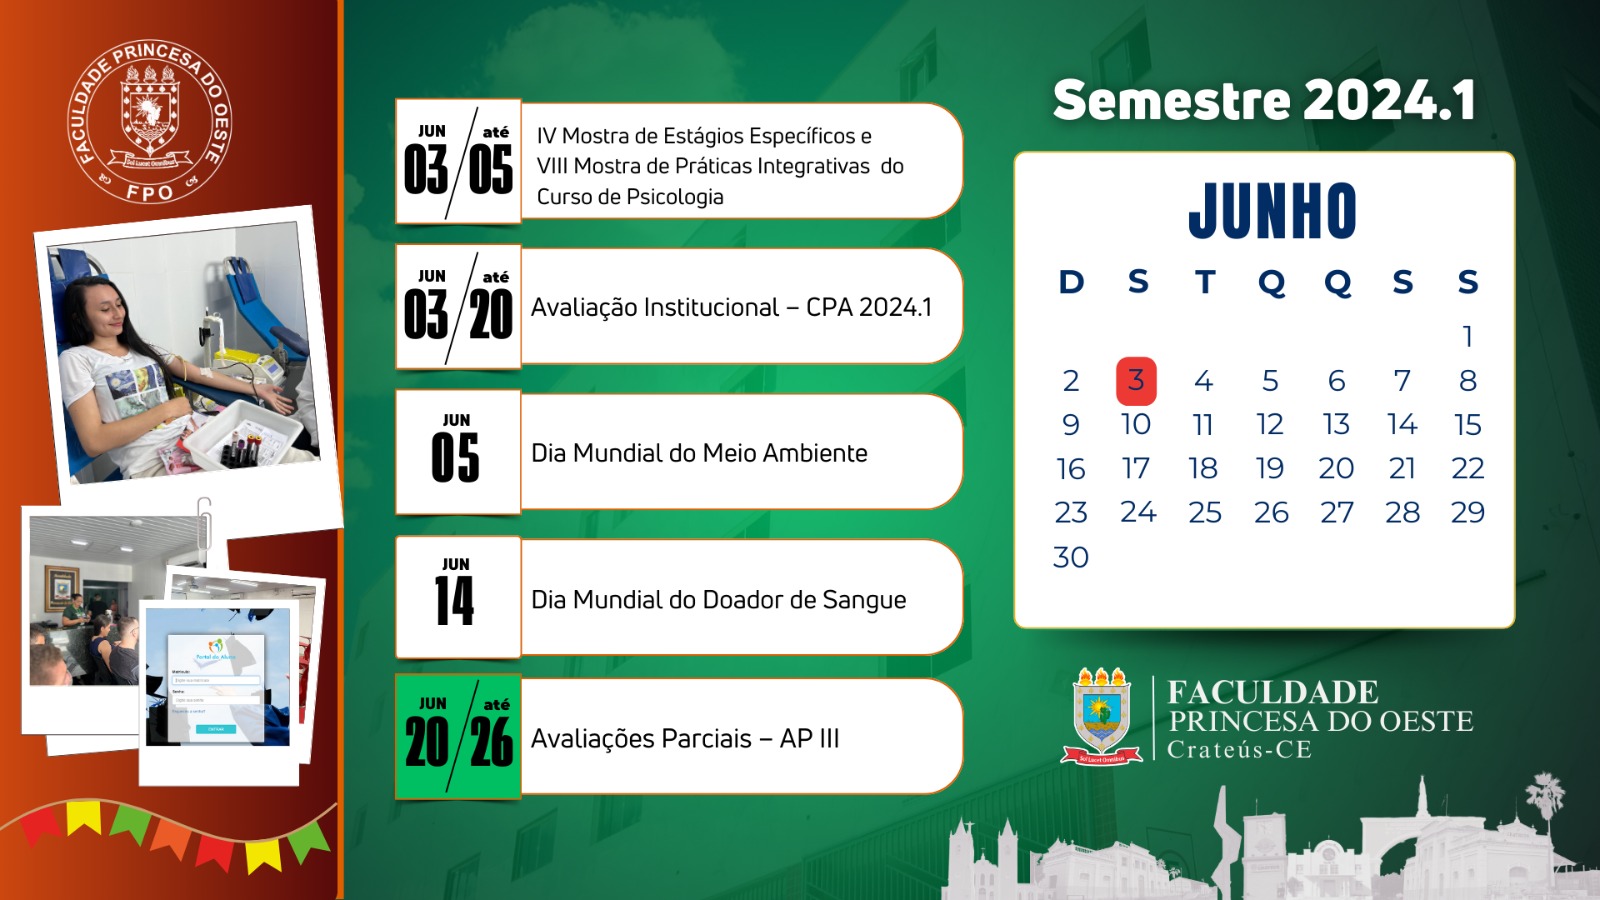 FACULDADE PRINCESA DO OESTE
Sol Lucet Omnibus
FPO
Portal do Aluno
Matrícula:
Senha:
ENTRAR
JUN
até
03/05
IV Mostra de Estágios Específicos e
VIII Mostra de Práticas Integrativas do
Curso de Psicologia
JUN
até
03/20
Avaliação Institucional – CPA 2024.1
JUN
05
Dia Mundial do Meio Ambiente
JUN
14
Dia Mundial do Doador de Sangue
JUN
até
20/26
Avaliações Parciais – AP III
Semestre 2024.1
JUNHO
D S T Q Q S S
1
2 3 4 5 6 7 8
9 10 11 12 13 14 15
16 17 18 19 20 21 22
23 24 25 26 27 28 29
30
Sol Lucet Omnibus
FACULDADE
PRINCESA DO OESTE
Crateús-CE